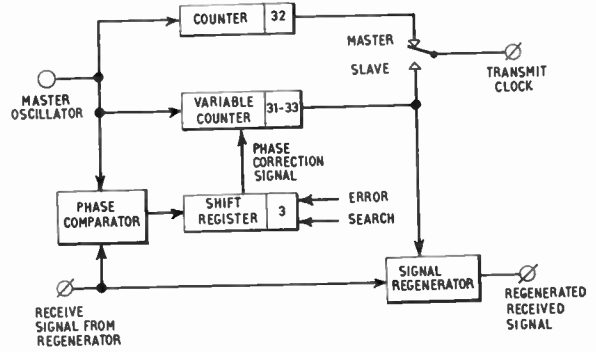 COUNTER 32
MASTER
SLAVE
TRANSMIT
CLOCK
MASTER
OSCILLATOR
VARIABLE
COUNTER
31-33
PHASE
CORRECTION
SIGNAL
PHASE
COMPARATOR
SHIFT
REGISTER
3
ERROR
SEARCH
SIGNAL
REGENERATOR
RECEIVE
SIGNAL FROM
REGENERATOR
REGENERATED
RECEIVED
SIGNAL